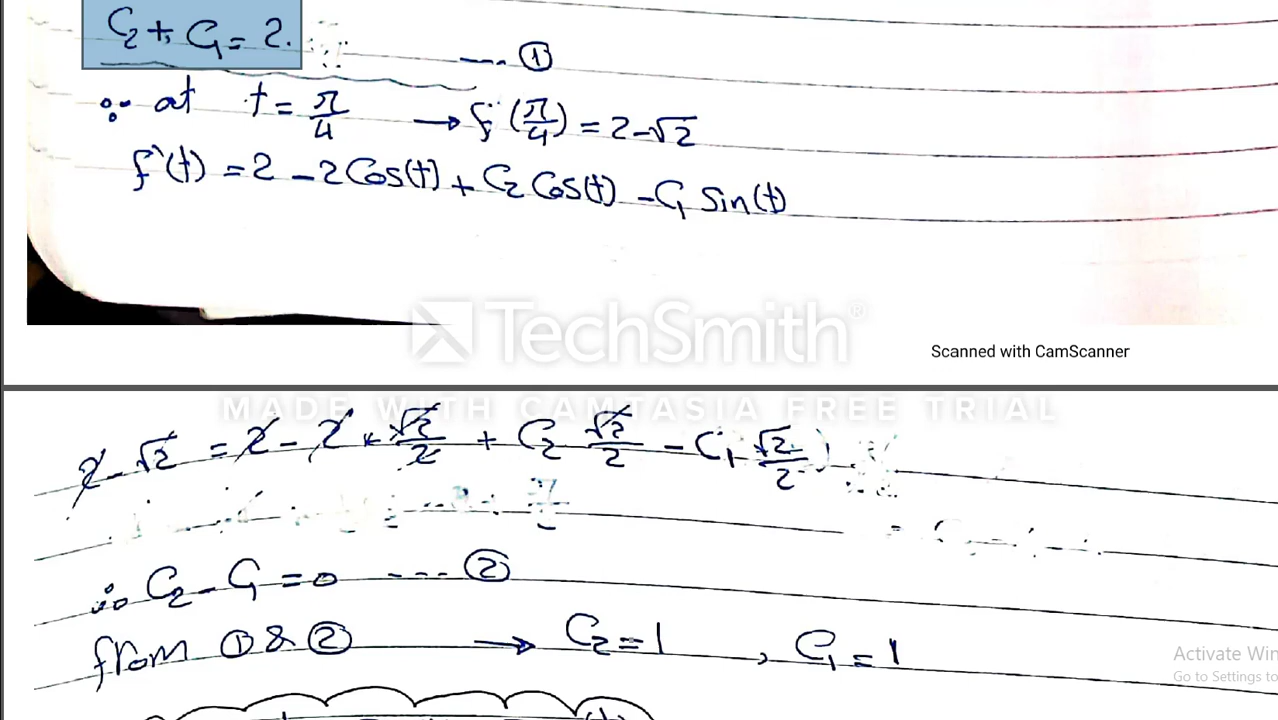 C₂ + C₁ = 2. ---- ①
∵ at t = π/4 → f`(π/4) = 2-√2
f`(t) = 2 - 2 Cos(t) + C₂ Cos(t) - C₁ Sin(t)
TechSmith®
Scanned with CamScanner
MADE WITH CAMTASIA FREE TRIAL
2 - √2 = 2 - 2 * √2/2 + C₂ √2/2 - C₁ √2/2
∴ C₂ - C₁ = 0 ---- ②
from ① & ② → C₂ = 1 , C₁ = 1
Activate Win
Go to Settings to